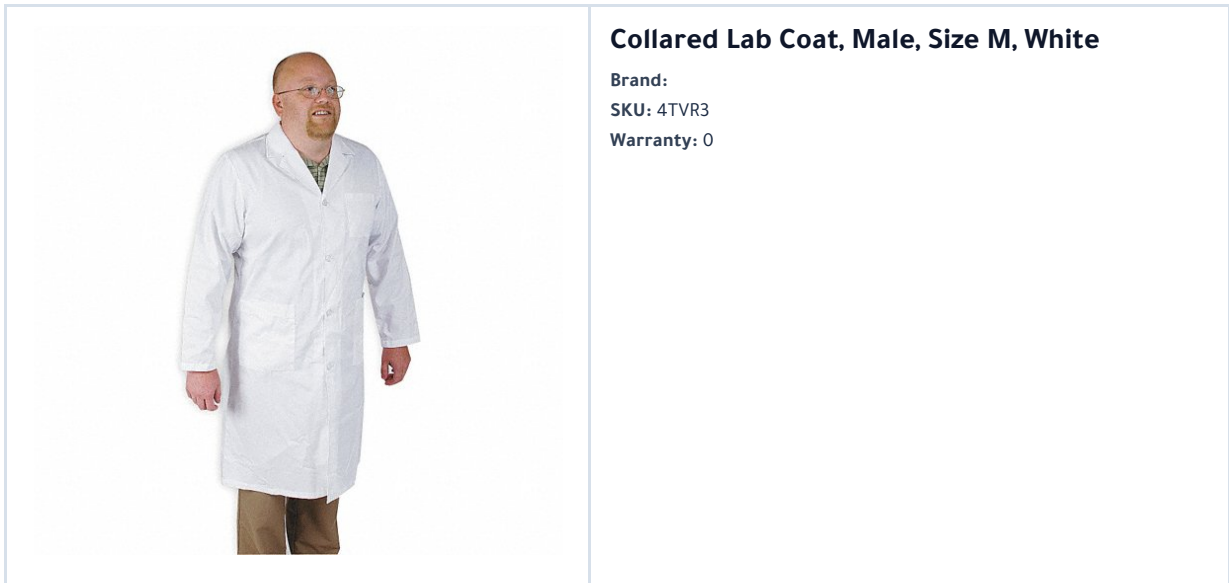 Collared Lab Coat, Male, Size M, White
Brand:
SKU: 4TVR3
Warranty: 0